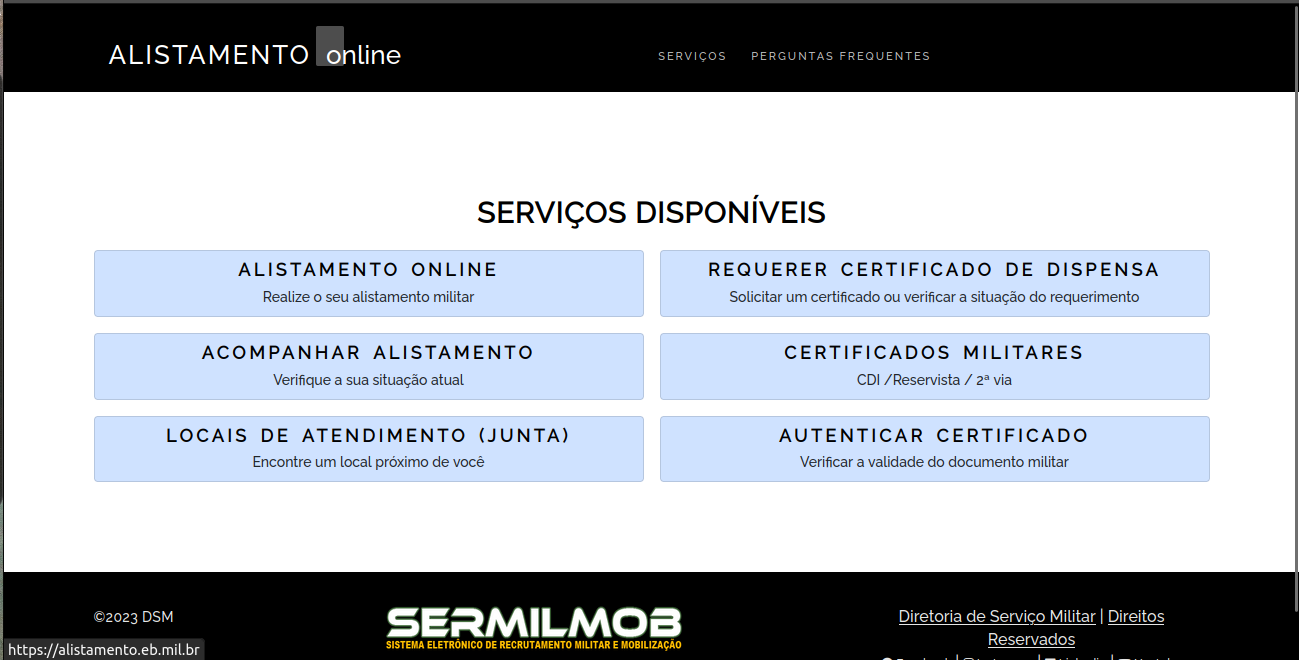 ALISTAMENTO online
SERVIÇOS PERGUNTAS FREQUENTES
SERVIÇOS DISPONÍVEIS
ALISTAMENTO ONLINE
Realize o seu alistamento militar
REQUERER CERTIFICADO DE DISPENSA
Solicitar um certificado ou verificar a situação do requerimento
ACOMPANHAR ALISTAMENTO
Verifique a sua situação atual
CERTIFICADOS MILITARES
CDI /Reservista / 2ª via
LOCAIS DE ATENDIMENTO (JUNTA)
Encontre um local próximo de você
AUTENTICAR CERTIFICADO
Verificar a validade do documento militar
©2023 DSM
SERMILMOB
SISTEMA ELETRÔNICO DE RECRUTAMENTO MILITAR E MOBILIZAÇÃO
Diretoria de Serviço Militar | Direitos
Reservados
https://alistamento.eb.mil.br